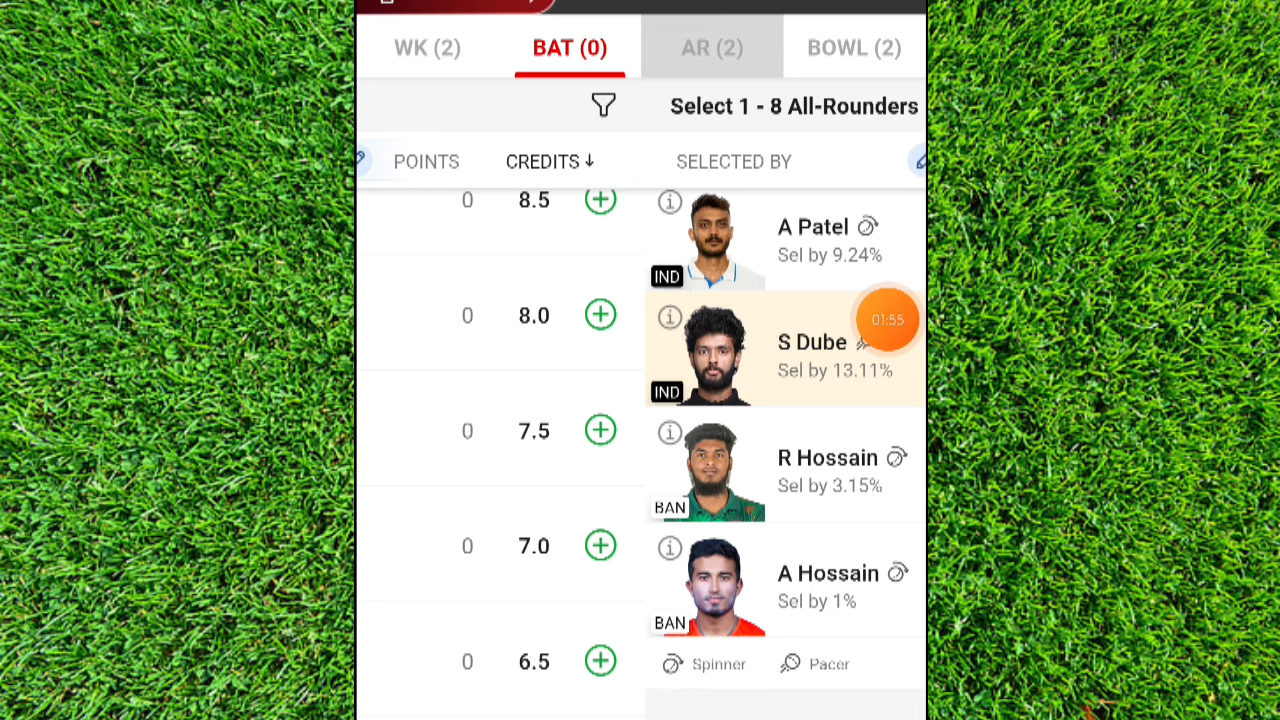 WK (2) BAT (0) AR (2) BOWL (2)
Select 1 - 8 All-Rounders
POINTS CREDITS ↓ SELECTED BY
0 8.5
A Patel
Sel by 9.24%
IND
0 8.0
S Dube
Sel by 13.11%
IND
01:55
0 7.5
R Hossain
Sel by 3.15%
BAN
0 7.0
A Hossain
Sel by 1%
BAN
0 6.5
Spinner Pacer